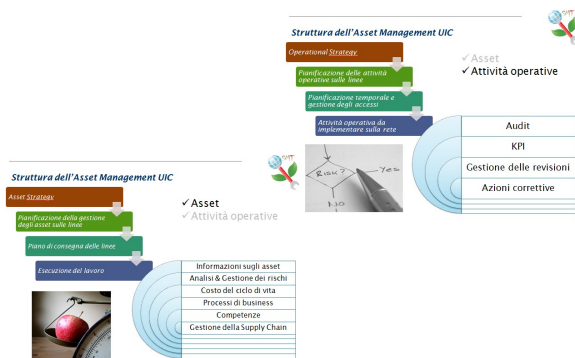 Struttura dell'Asset Management UIC
Operational Strategy
Pianificazione delle attività
operative sulle linee
Pianificazione temporale e
gestione degli accessi
Attività operativa da
implementare sulla rete
✓Asset
✓Attività operative
Audit
KPI
Gestione delle revisioni
Azioni correttive
RISK?
Yes
NO
Struttura dell'Asset Management UIC
Asset Strategy
Pianificazione della gestione
degli asset sulle linee
Piano di consegna delle linee
Esecuzione del lavoro
✓Asset
✓Attività operative
Informazioni sugli asset
Analisi & Gestione dei rischi
Costo del ciclo di vita
Processi di business
Competenze
Gestione della Supply Chain